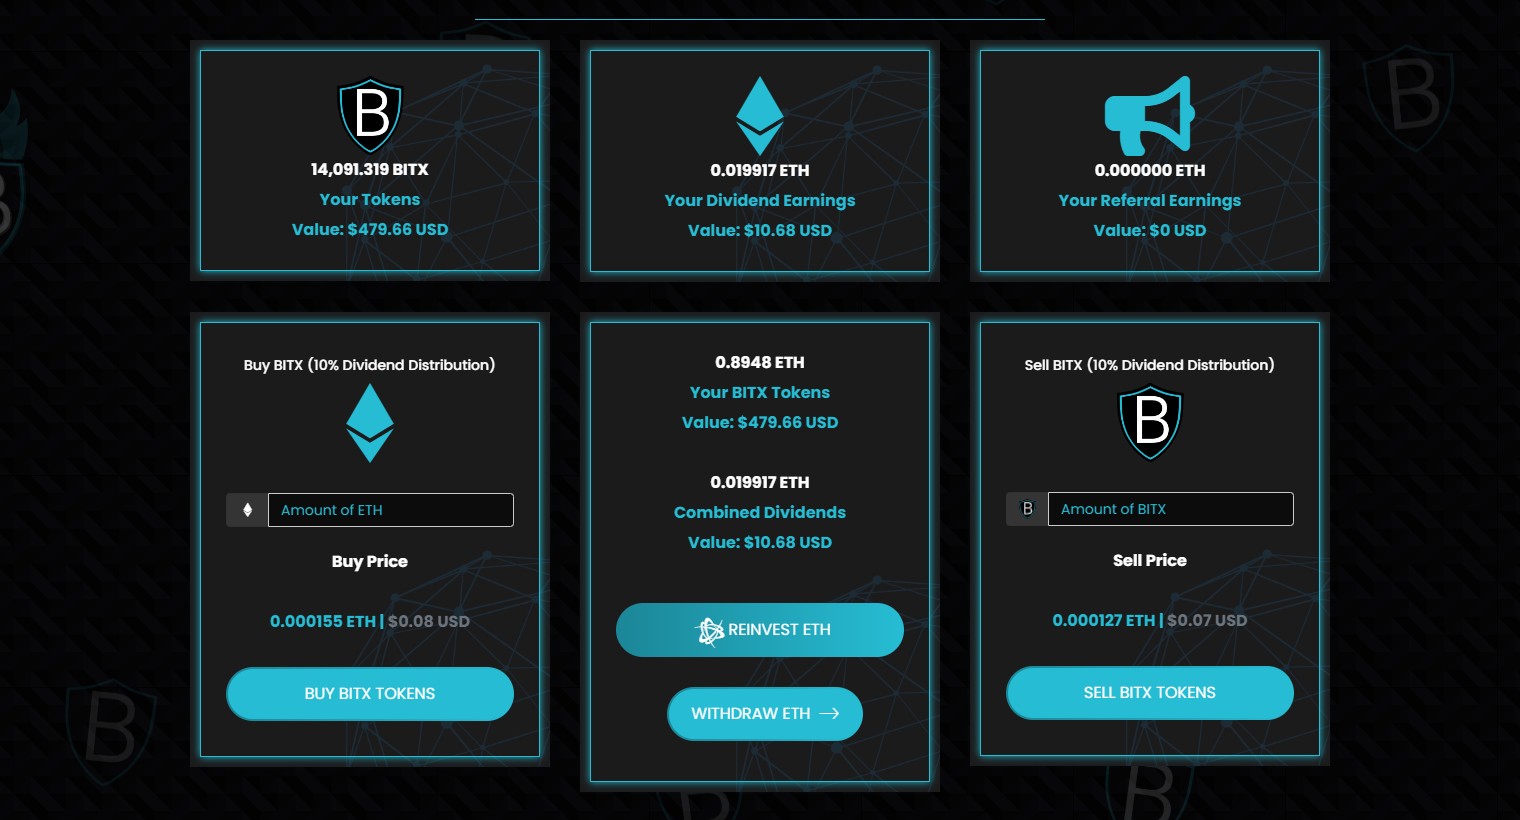 14,091.319 BITX
Your Tokens
Value: $479.66 USD
0.019917 ETH
Your Dividend Earnings
Value: $10.68 USD
0.000000 ETH
Your Referral Earnings
Value: $0 USD
Buy BITX (10% Dividend Distribution)
Amount of ETH
Buy Price
0.000155 ETH | $0.08 USD
BUY BITX TOKENS
0.8948 ETH
Your BITX Tokens
Value: $479.66 USD
0.019917 ETH
Combined Dividends
Value: $10.68 USD
REINVEST ETH
WITHDRAW ETH →
Sell BITX (10% Dividend Distribution)
B
B
Amount of BITX
Sell Price
0.000127 ETH | $0.07 USD
SELL BITX TOKENS
B
B
B
B
B